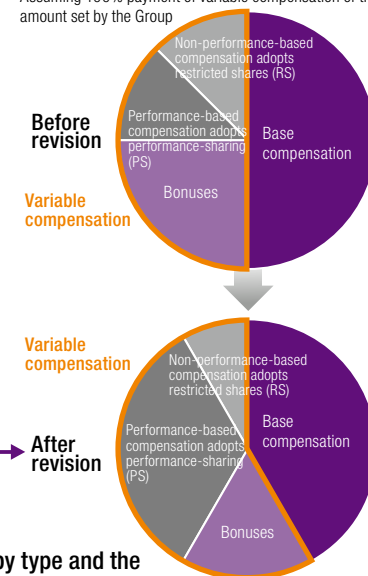 amount set by the Group
Before
revision
Non-performance-based
compensation adopts
restricted shares (RS)
Performance-based
compensation adopts
performance-sharing
(PS)
Base
compensation
Bonuses
Variable
compensation
Variable
compensation
Non-performance-based
compensation adopts
restricted shares (RS)
Base
compensation
Performance-based
compensation adopts
performance-sharing
(PS)
After
revision
Bonuses
by type and the